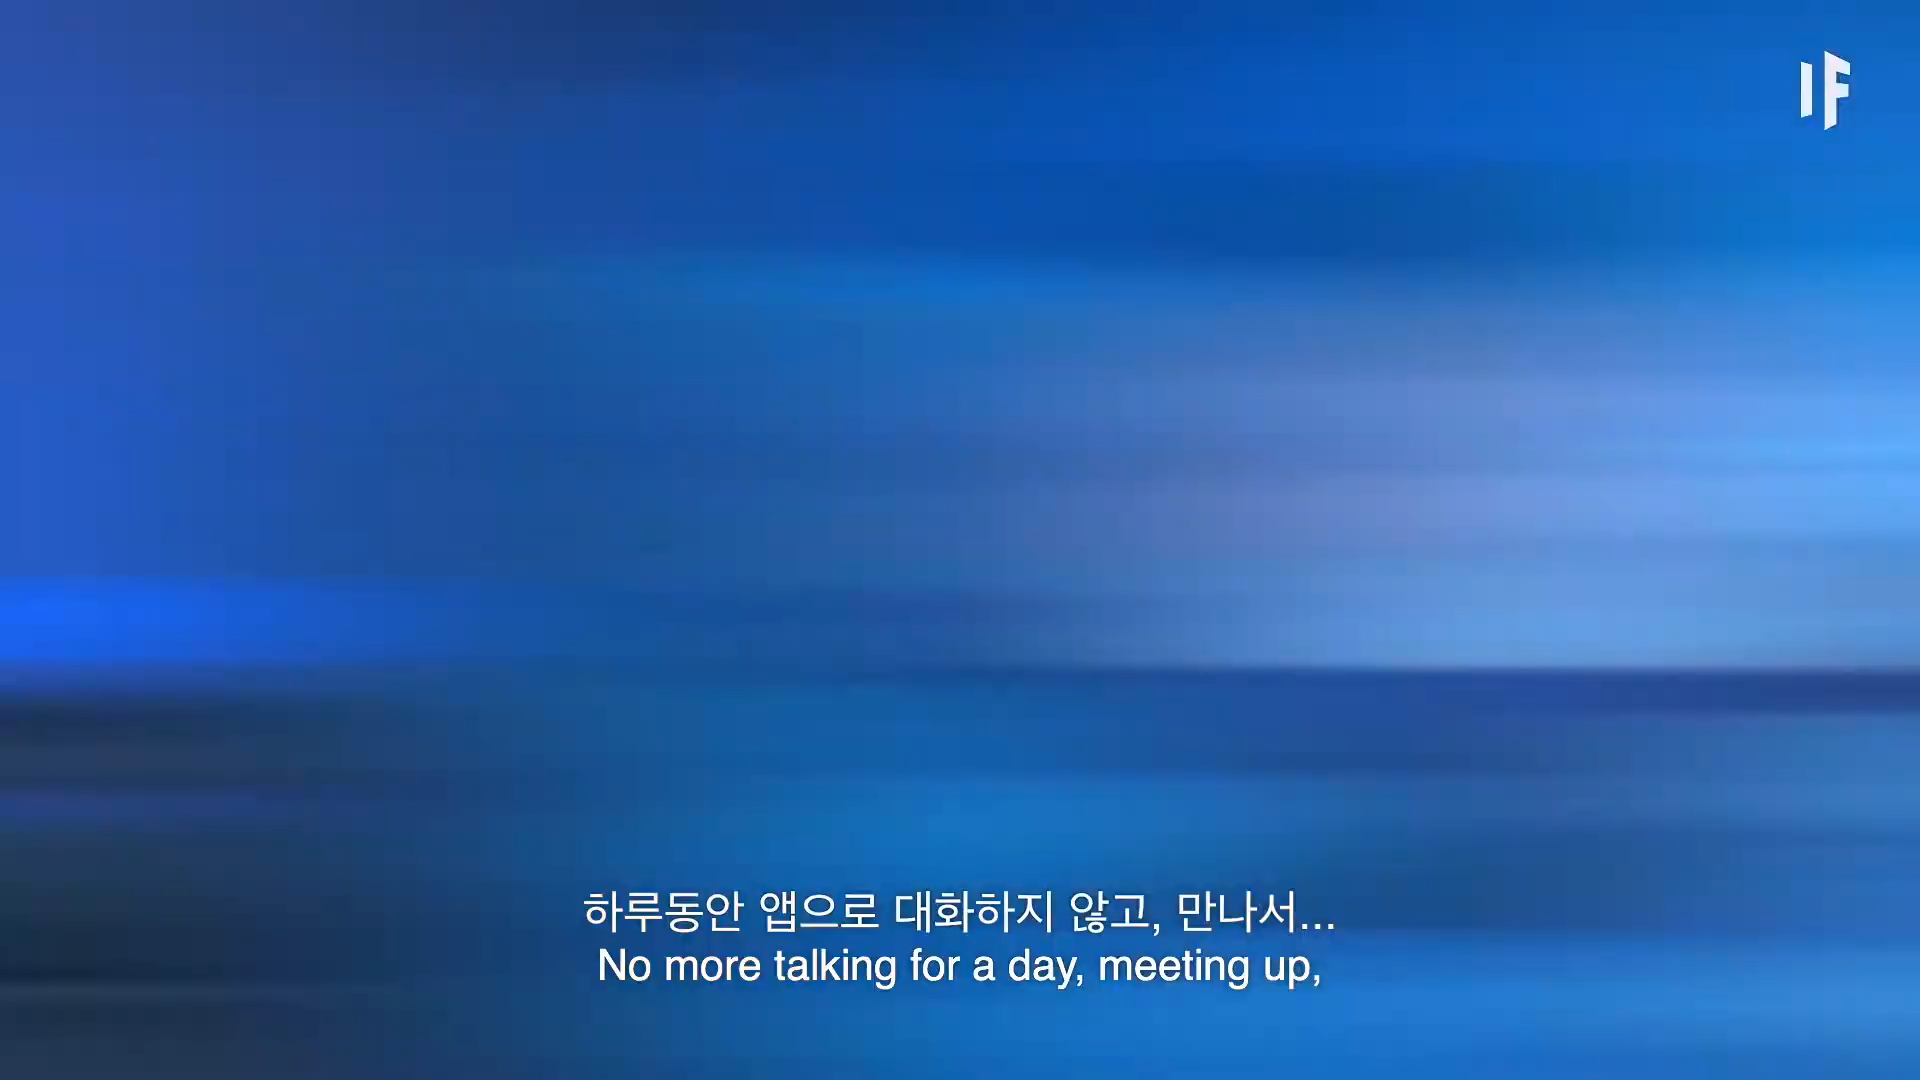 IF
하루동안 앱으로 대화하지 않고, 만나서...
No more talking for a day, meeting up,